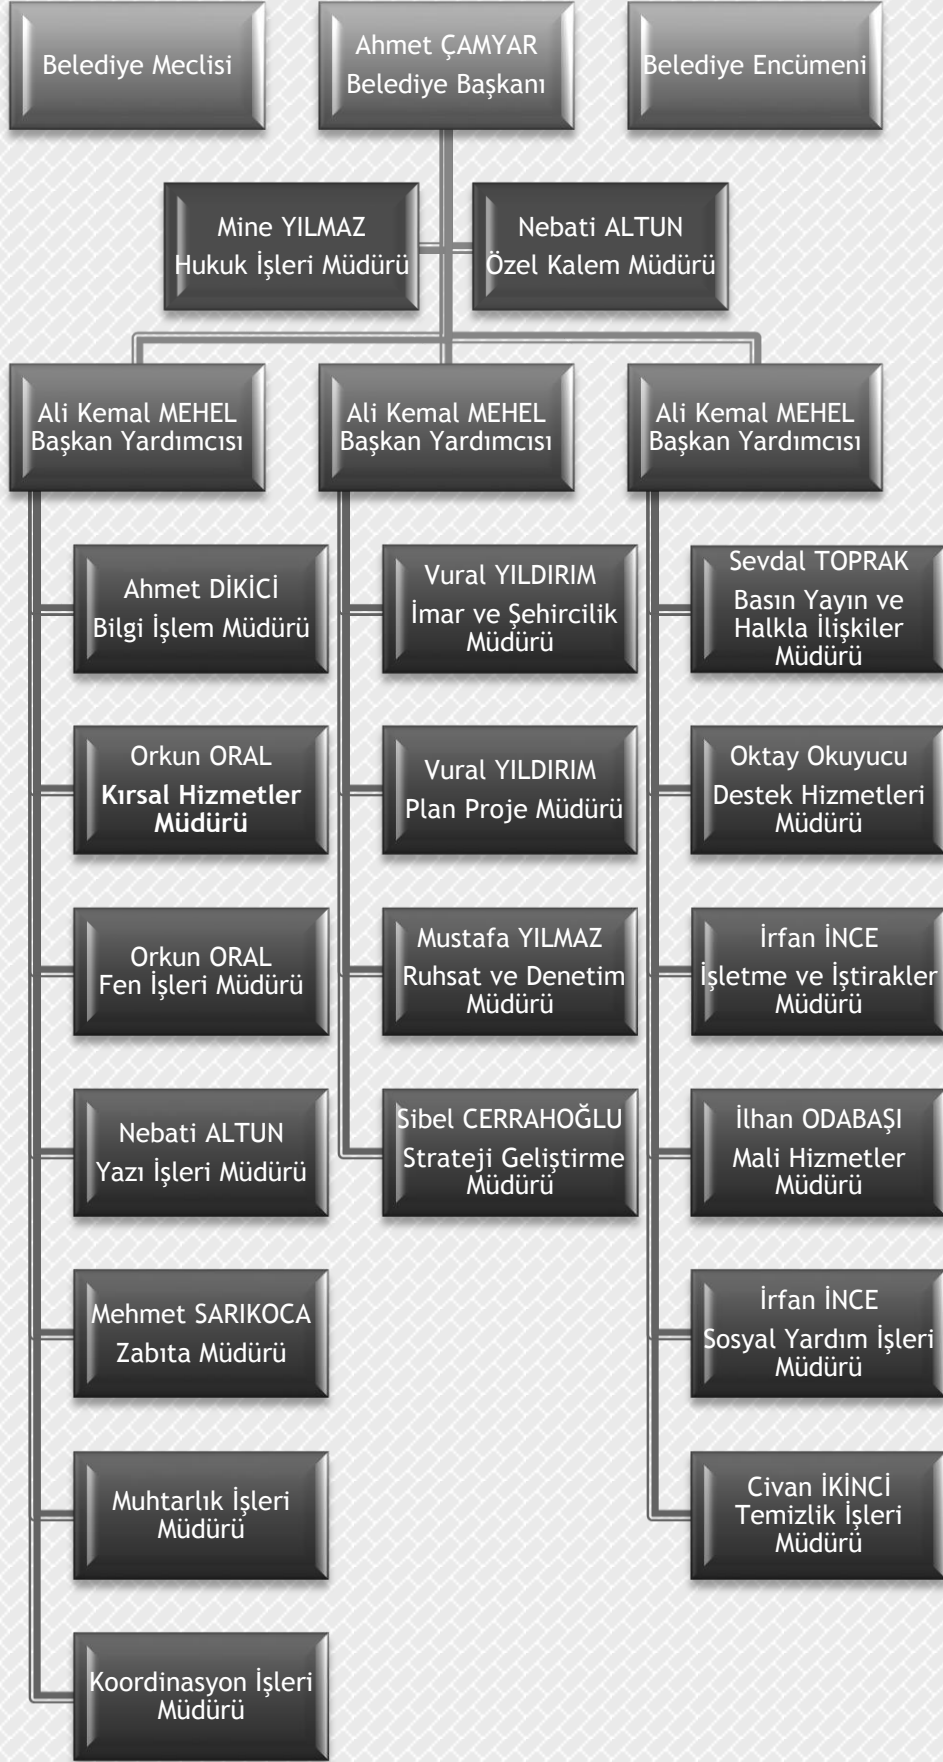 Belediye Meclisi
Ahmet ÇAMYAR
Belediye Başkanı
Belediye Encümeni
Mine YILMAZ
Hukuk İşleri Müdürü
Nebati ALTUN
Özel Kalem Müdürü
Ali Kemal MEHEL
Başkan Yardımcısı
Ahmet DİKİCİ
Bilgi İşlem Müdürü
Orkun ORAL
Kırsal Hizmetler
Müdürü
Orkun ORAL
Fen İşleri Müdürü
Nebati ALTUN
Yazı İşleri Müdürü
Mehmet SARIKOCA
Zabıta Müdürü
Muhtarlık İşleri
Müdürü
Koordinasyon İşleri
Müdürü
Ali Kemal MEHEL
Başkan Yardımcısı
Vural YILDIRIM
İmar ve Şehircilik
Müdürü
Vural YILDIRIM
Plan Proje Müdürü
Mustafa YILMAZ
Ruhsat ve Denetim
Müdürü
Sibel CERRAHOĞLU
Strateji Geliştirme
Müdürü
Ali Kemal MEHEL
Başkan Yardımcısı
Sevdal TOPRAK
Basın Yayın ve
Halkla İlişkiler
Müdürü
Oktay Okuyucu
Destek Hizmetleri
Müdürü
İrfan İNCE
İşletme ve İştirakler
Müdürü
İlhan ODABAŞI
Mali Hizmetler
Müdürü
İrfan İNCE
Sosyal Yardım İşleri
Müdürü
Civan İKİNCİ
Temizlik İşleri
Müdürü